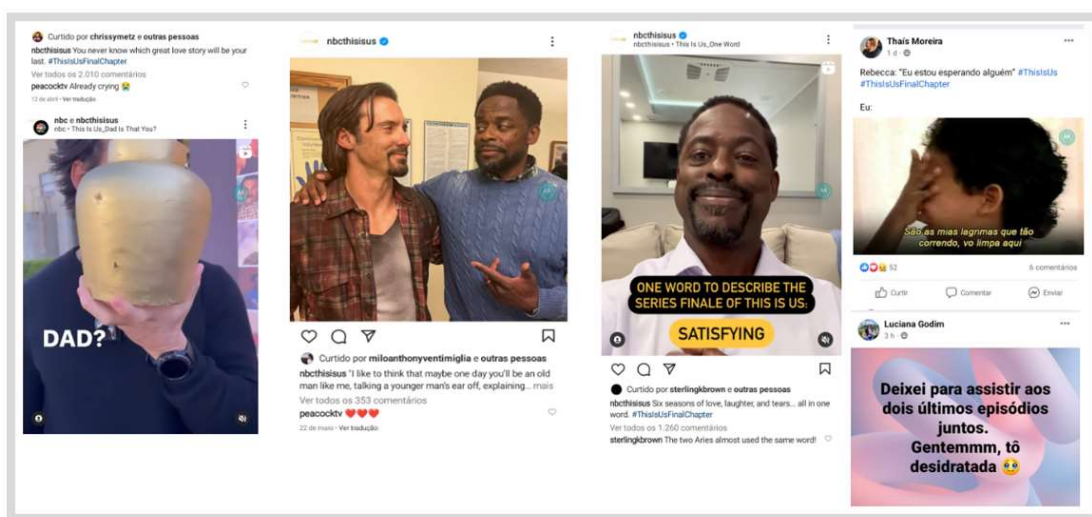 Curtido por chrissymetz e outras pessoas
nbcthisisus You never know which great love story will be your
last. #ThisIsUsFinalChapter
Ver todos os 2.010 comentários
peacocktv Already crying 😭
12 de abril • Ver tradução
nbc e nbcthisisus
nbc • This Is Us_Dad Is That You?
DAD?
nbcthisisus
Curtido por miloanthonyventimiglia e outras pessoas
nbcthisisus "I like to think that maybe one day you'll be an old
man like me, talking a younger man's ear off, explaining... mais
Ver todos os 353 comentários
peacocktv ❤️❤️❤️
22 de maio • Ver tradução
nbcthisisus
nbcthisisus • This Is Us_One Word
ONE WORD TO DESCRIBE THE
SERIES FINALE OF THIS IS US:
SATISFYING
Curtido por sterlingkbrown e outras pessoas
nbcthisisus Six seasons of love, laughter, and tears... all in one
word. #ThisIsUsFinalChapter
Ver todos os 1.260 comentários
sterlingkbrown The two Aries almost used the same word!
Thaís Moreira
1 d
Rebecca: "Eu estou esperando alguém" #ThisIsUs
#ThisIsUsFinalChapter
Eu:
São as mias lagrimas que tão
correndo, vo limpa aqui
52
6 comentários
Curtir
Comentar
Enviar
Luciana Godim
3 h
Deixei para assistir aos
dois últimos episódios
juntos.
Gentemmm, tô
desidratada 🥹